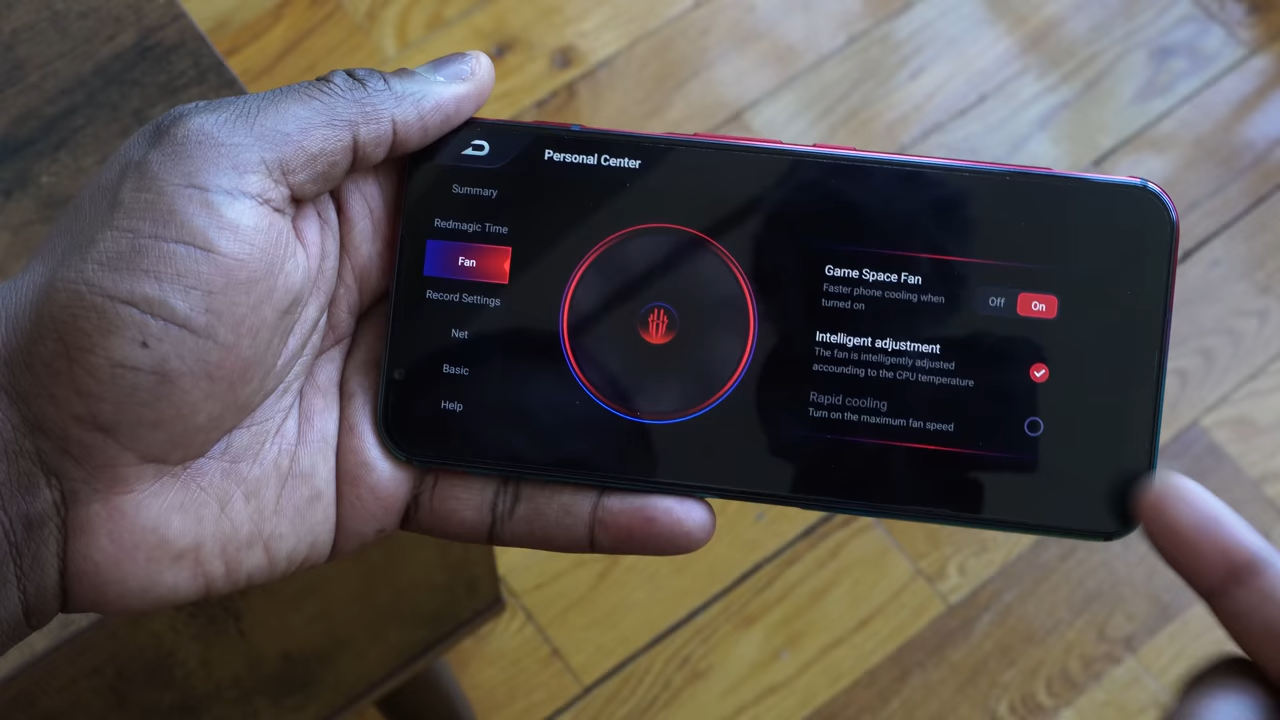 Personal Center
Summary
Redmagic Time
Fan
Record Settings
Net
Basic
Help
Game Space Fan
Faster phone cooling when
turned on
Off
On
Intelligent adjustment
The fan is intelligently adjusted
accounding to the CPU temperature
Rapid cooling
Turn on the maximum fan speed